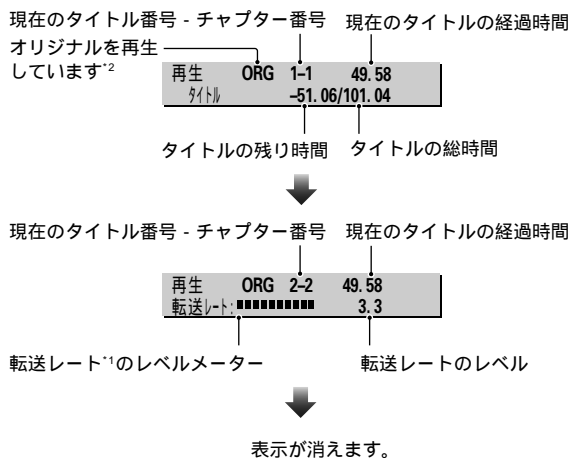 現在のタイトル番号 - チャプター番号 現在のタイトルの経過時間
オリジナルを再生
しています*2
再生 ORG 1–1 49. 58
タイトル –51. 06/101. 04
タイトルの残り時間 タイトルの総時間
現在のタイトル番号 - チャプター番号 現在のタイトルの経過時間
再生 ORG 2–2 49. 58
転送レート: 3. 3
転送レート*1のレベルメーター 転送レートのレベル
表示が消えます。